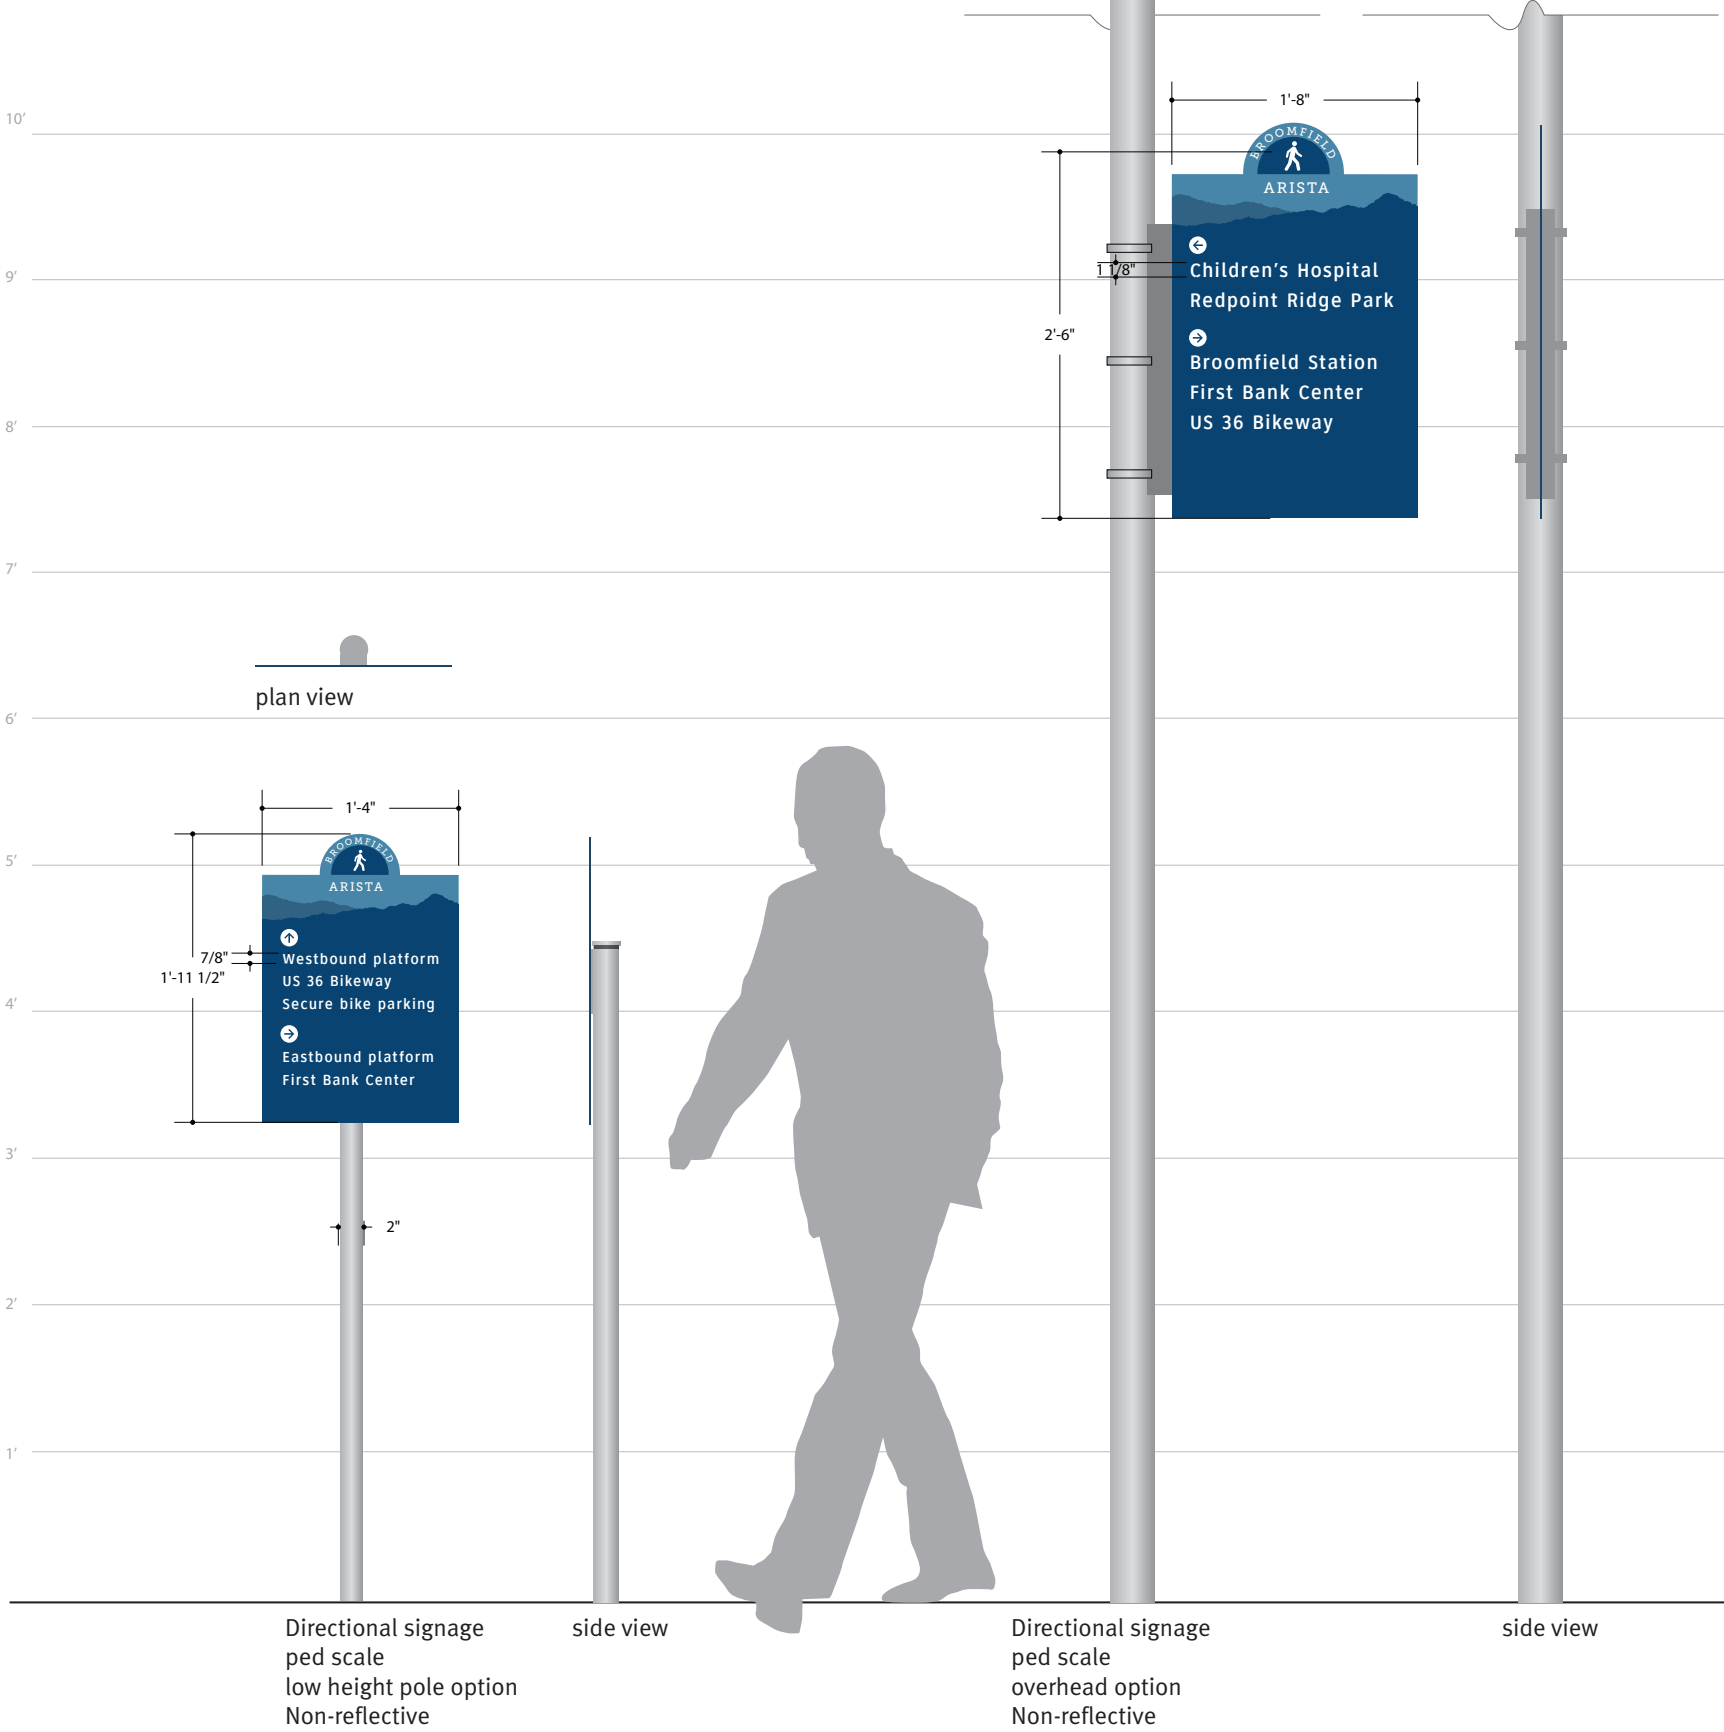 10'
9'
8'
7'
6'
5'
4'
3'
2'
1'
1'-8"
BROOMFIELD
ARISTA
1 1/8"
2'-6"
←
Children’s Hospital
Redpoint Ridge Park
→
Broomfield Station
First Bank Center
US 36 Bikeway
plan view
1'-4"
BROOMFIELD
ARISTA
7/8"
1'-11 1/2"
↑
Westbound platform
US 36 Bikeway
Secure bike parking
→
Eastbound platform
First Bank Center
2"
Directional signage
ped scale
low height pole option
Non-reflective
side view
Directional signage
ped scale
overhead option
Non-reflective
side view